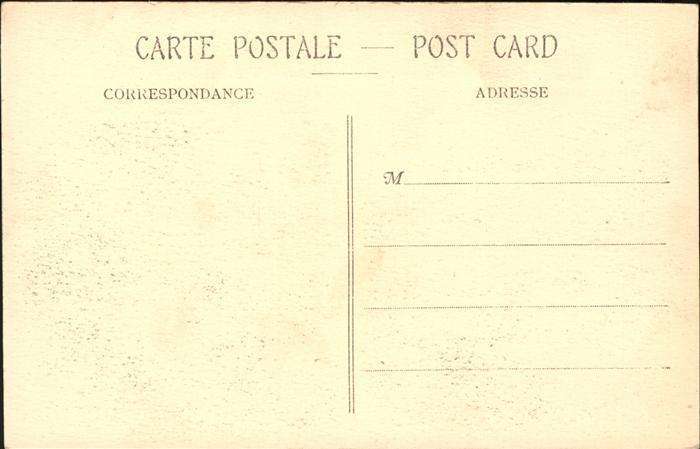 CARTE POSTALE — POST CARD
CORRESPONDANCE
ADRESSE
M